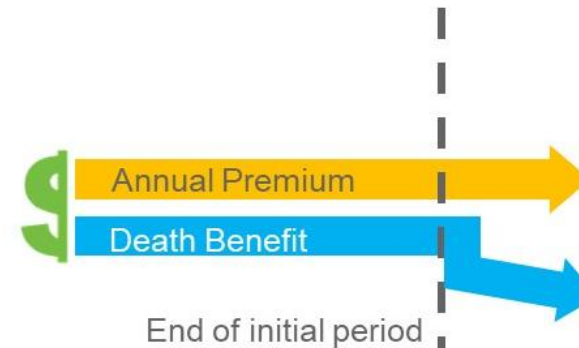 $
Annual Premium
Death Benefit
End of initial period